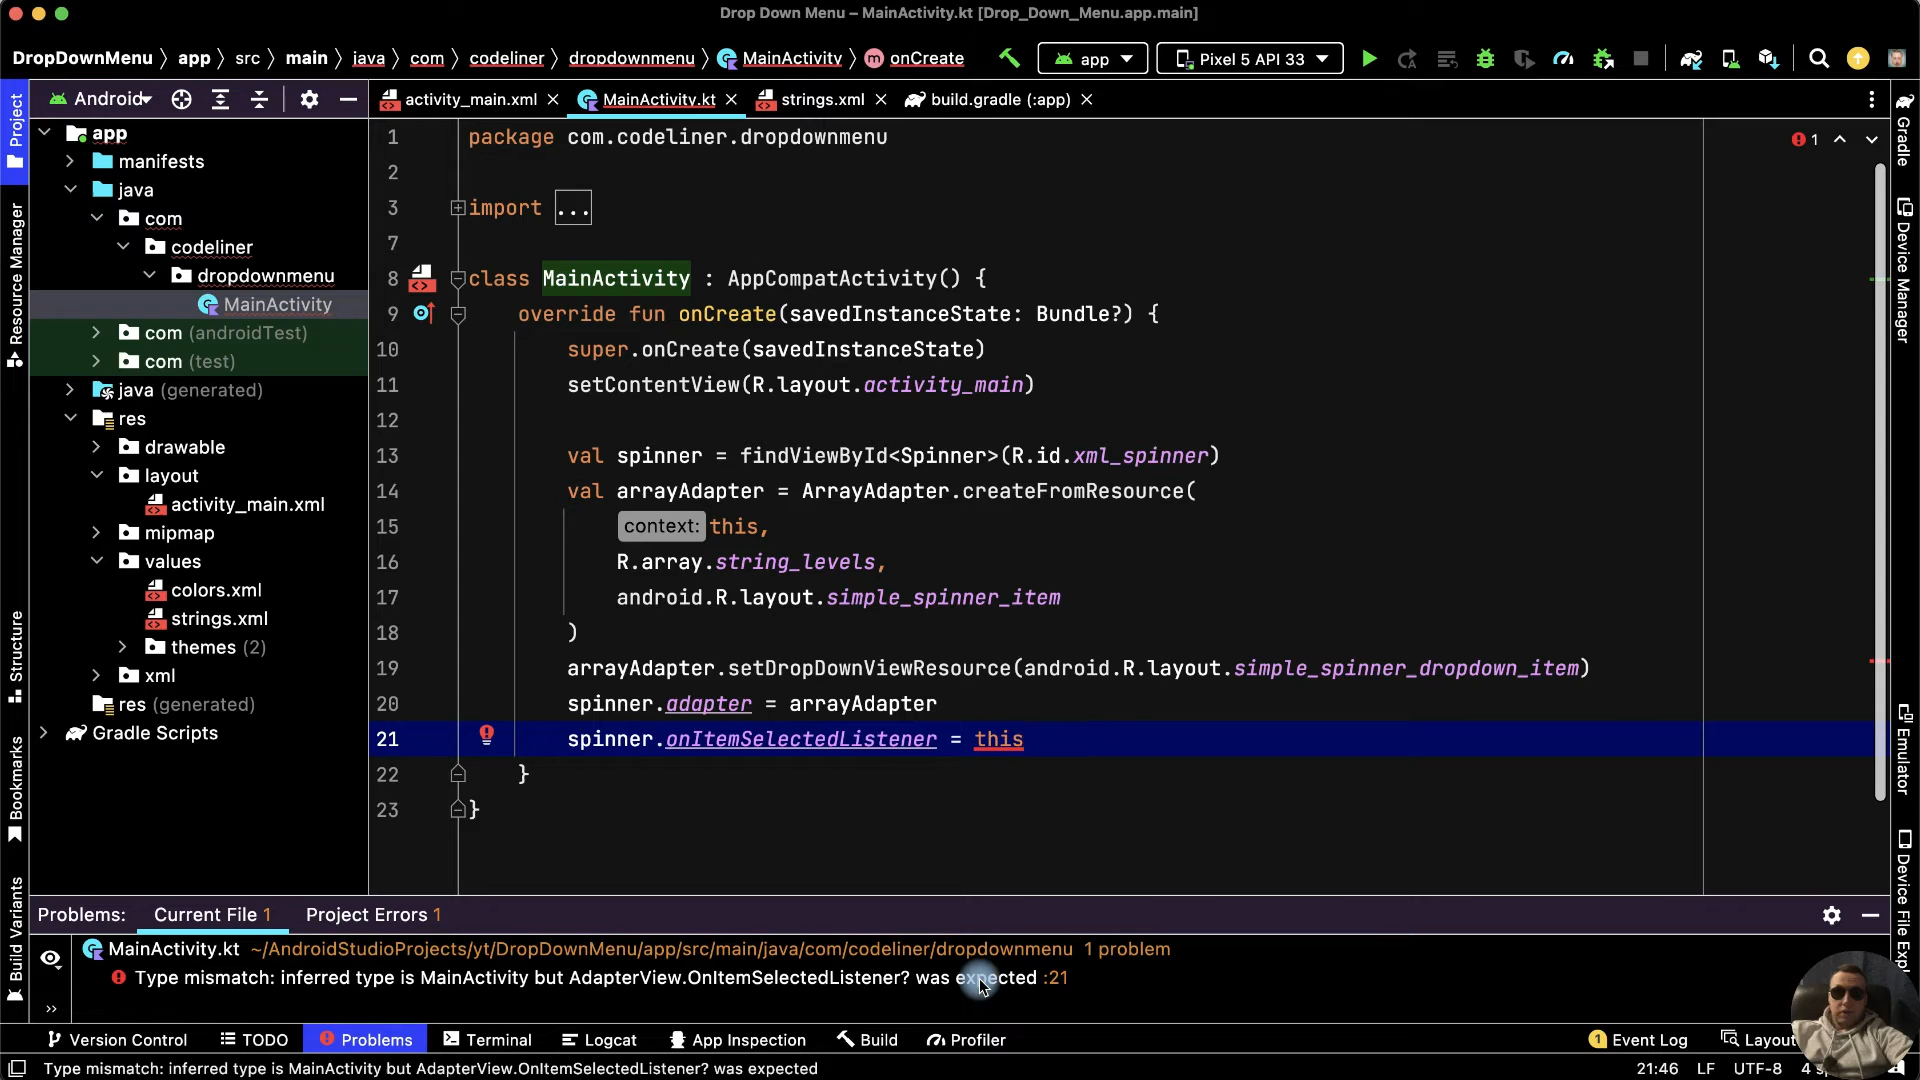 Drop Down Menu – MainActivity.kt [Drop_Down_Menu.app.main]
DropDownMenu 〉 app 〉 src 〉 main 〉 java 〉 com 〉 codeliner 〉 dropdownmenu 〉 MainActivity 〉 m onCreate
app
Pixel 5 API 33
Android
activity_main.xml
MainActivity.kt
strings.xml
build.gradle (:app)
Project
Resource Manager
Structure
Bookmarks
Build Variants
app
manifests
java
com
codeliner
dropdownmenu
MainActivity
com (androidTest)
com (test)
java (generated)
res
drawable
layout
activity_main.xml
mipmap
values
colors.xml
strings.xml
themes (2)
xml
res (generated)
Gradle Scripts
1 package com.codeliner.dropdownmenu
2
3 import ...
7
8 class MainActivity : AppCompatActivity() {
9 override fun onCreate(savedInstanceState: Bundle?) {
10 super.onCreate(savedInstanceState)
11 setContentView(R.layout.activity_main)
12
13 val spinner = findViewById<Spinner>(R.id.xml_spinner)
14 val arrayAdapter = ArrayAdapter.createFromResource(
15 context: this,
16 R.array.string_levels,
17 android.R.layout.simple_spinner_item
18 )
19 arrayAdapter.setDropDownViewResource(android.R.layout.simple_spinner_dropdown_item)
20 spinner.adapter = arrayAdapter
21 spinner.onItemSelectedListener = this
22 }
23 }
1
Gradle
Device Manager
Emulator
Device File Expl
Problems: Current File 1 Project Errors 1
MainActivity.kt ~/AndroidStudioProjects/yt/DropDownMenu/app/src/main/java/com/codeliner/dropdownmenu 1 problem
Type mismatch: inferred type is MainActivity but AdapterView.OnItemSelectedListener? was expected :21
Version Control TODO Problems Terminal Logcat App Inspection Build Profiler 1 Event Log Layou
Type mismatch: inferred type is MainActivity but AdapterView.OnItemSelectedListener? was expected 21:46 LF UTF-8 4